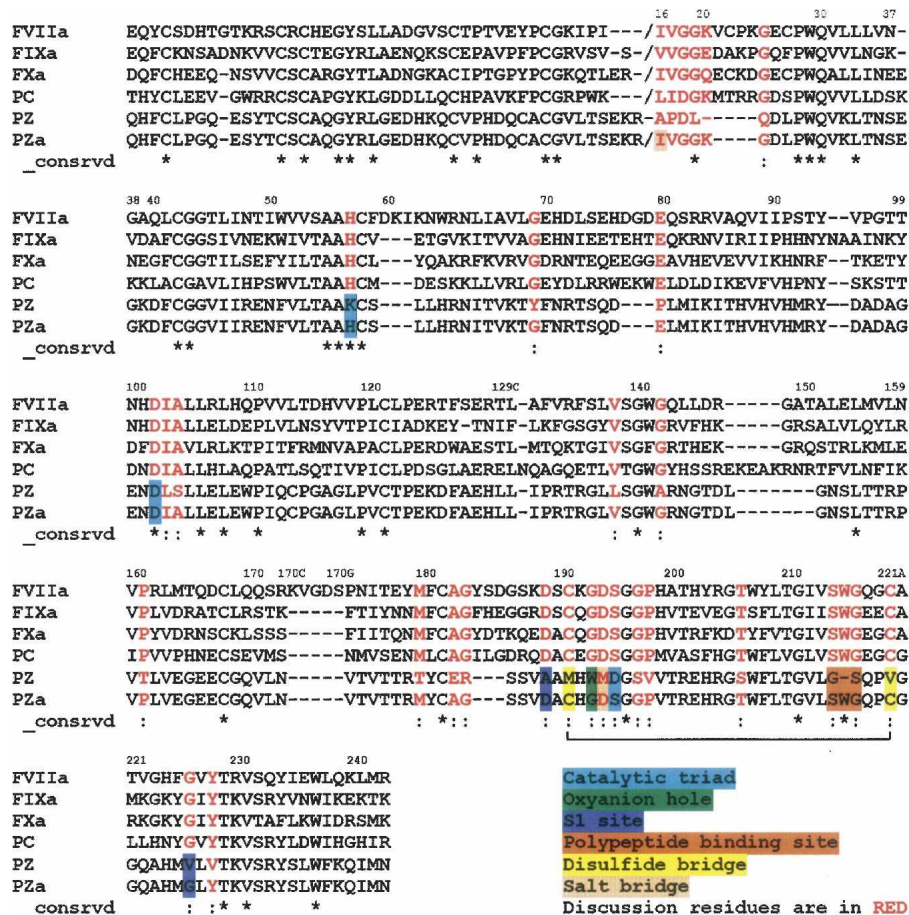 16 20 30 37
FVIIa EQYCSDHTGTKRSCRCHEGYSLLADGVSCTPTVEYPCGKIPI---/IVGGKVCPKGECPWQVLLLVN-
FIXa EQFCKNSADNKVVCSCTEGYRLAENQKSCEPAVPFPCGRVSV-S-/VVGGEDAKPGQFPWQVVLNGK-
FXa DQFCHEEQ-NSVVCSCARGYTLADNGKACIPTGPYPCGKQTLER-/IVGGQECKDGECPWQALLINEE
PC THYCLEEV-GWRRCSCAPGYKLGDDLLQCHPAVKFPCGRPWK---/LIDGKMTRRGDSPWQVVLLDSK
PZ QHFCLPGQ-ESYTCSCAQGYRLGEDHKQCVPHDQCACGVLTSEKR-APDL-----QDLPWQVKLTNSE
PZa QHFCLPGQ-ESYTCSCAQGYRLGEDHKQCVPHDQCACGVLTSEKR/IVGGK----GDLPWQVKLTNSE
_consrvd * * * ** * * * ** * : *** *
38 40 50 60 70 80 90 99
FVIIa GAQLCGGTLINTIWVVSAAHCFDKIKNWRNLIAVLGEHDLSEHDGDEQSRRVAQVIIPSTY--VPGTT
FIXa VDAFCGGSIVNEKWIVTAAHCV---ETGVKITVVAGEHNIEETEHTEQKRNVIRIIPHHNYNAAINKY
FXa NEGFCGGTILSEFYILTAAHCL---YQAKRFKVRVGDRNTEQEEGGEAVHEVEVVIKHNRF--TKETY
PC KKLACGAVLIHPSWVLTAAHCM---DESKKLLVRLGEYDLRRWEKWELDLDIKEVFVHPNY--SKSTT
PZ GKDFCGGVIIRENFVLTAAKCS---LLHRNITVKTYFNRTSQD--PLMIKITHVHVHMRY--DADAG
PZa GKDFCGGVIIRENFVLTAAHCS---LLHRNITVKTGFNRTSQD--ELMIKITHVHVHMRY--DADAG
_consrvd ** **** : :
100 110 120 1290 140 150 159
FVIIa NHDIALLRLHQPVVLTDHVVPLCLPERTFSERTL-AFVRFSLVSGWGQLLDR-----GATALELMVLN
FIXa NHDIALLELDEPLVLNSYVTPICIADKEY-TNIF-LKFGSGYVSGWGRVFHK-----GRSALVLQYLR
FXa DFDIAVLRLKTPITFRMNVAPACLPERDWAESTL-MTQKTGIVSGFGRTHEK-----GRQSTRLKMLE
PC DNDIALLHLAQPATLSQTIVPICLPDSGLAERELNQAGQETLVTGWGYHSSREKEAKRNRTFVLNFIK
PZ ENDLSLLELEWPIQCPGAGLPVCTPEKDFAEHLL-IPRTRGLLSGWARNGTDL------GNSLTTRP
PZa ENDIALLELEWPIQCPGAGLPVCTPEKDFAEHLL-IPRTRGLVSGWGRNGTDL------GNSLTTRP
_consrvd *:: * * * * * : * : *
160 170 170C 170G 180 190 200 210 221A
FVIIa VPRLMTQDCLQQSRKVGDSPNITEYMFCAGYSDGSKDSCKGDSGGPHATHYRGTWYLTGIVSWGQGCA
FIXa VPLVDRATCLRSTK-----FTIYNNMFCAGFHEGGRDSCQGDSGGPHVTEVEGTSFLTGIISWGEECA
FXa VPYVDRNSCKLSSS-----FIITQNMFCAGYDTKQEDACQGDSGGPHVTRFKDTYFVTGIVSWGEGCA
PC IPVVPHNECSEVMS-----NMVSENMLCAGILGDRQDACEGDSGGPMVASFHGTWFLVGLVSWGEGCG
PZ VTLVEGEECGQVLN-----VTVTTRTYCER---SSVAAMHWMDGSVVTREHRGSWFLTGVLG-SQPVG
PZa VPLVEGEECGQVLN-----VTVTTRMYCAG---SSVDACHGDSGGPVTREHRGTWFLTGVLSWGQPCG
_consrvd : * : *:: : : :::*:: : * :*: :
221 230 240
FVIIa TVGHFGVYTRVSQYIEWLQKLMR
FIXa MKGKYGIYTKVSRYVNWIKEKTK
FXa RKGKYGIYTKVTAFLKWIDRSMK
PC LLHNYGVYTKVSRYLDWIHGHIR
PZ GQAHMVLVTKVSRYSLWFKQIMN
PZa GQAHMGLYTKVSRYSLWFKQIMN
consrvd : :* * *
Catalytic triad
Oxyanion hole
S1 site
Polypeptide binding site
Disulfide bridge
Salt bridge
Discussion residues are in RED